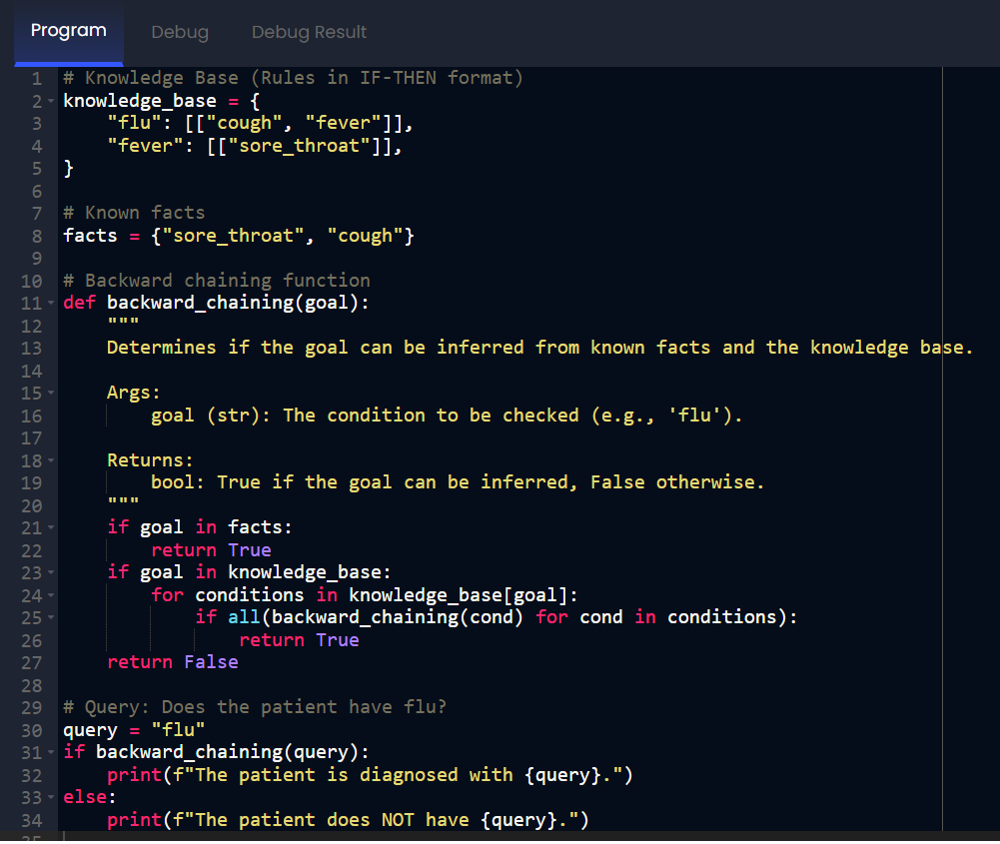 Program Debug Debug Result
1 # Knowledge Base (Rules in IF-THEN format)
2 knowledge_base = {
3     "flu": [["cough", "fever"]],
4     "fever": [["sore_throat"]],
5 }
6
7 # Known facts
8 facts = {"sore_throat", "cough"}
9
10 # Backward chaining function
11 def backward_chaining(goal):
12     """
13     Determines if the goal can be inferred from known facts and the knowledge base.
14
15     Args:
16         goal (str): The condition to be checked (e.g., 'flu').
17
18     Returns:
19         bool: True if the goal can be inferred, False otherwise.
20     """
21     if goal in facts:
22         return True
23     if goal in knowledge_base:
24         for conditions in knowledge_base[goal]:
25             if all(backward_chaining(cond) for cond in conditions):
26                 return True
27     return False
28
29 # Query: Does the patient have flu?
30 query = "flu"
31 if backward_chaining(query):
32     print(f"The patient is diagnosed with {query}.")
33 else:
34     print(f"The patient does NOT have {query}.")
35